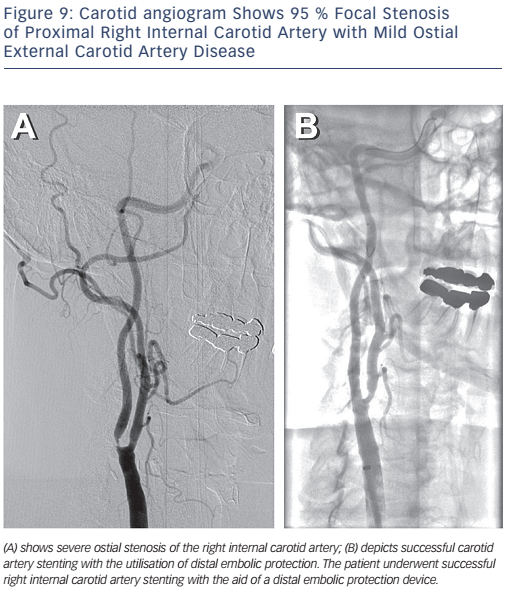 Figure 9: Carotid angiogram Shows 95 % Focal Stenosis
of Proximal Right Internal Carotid Artery with Mild Ostial
External Carotid Artery Disease
A
B
(A) shows severe ostial stenosis of the right internal carotid artery; (B) depicts successful carotid
artery stenting with the utilisation of distal embolic protection. The patient underwent successful
right internal carotid artery stenting with the aid of a distal embolic protection device.